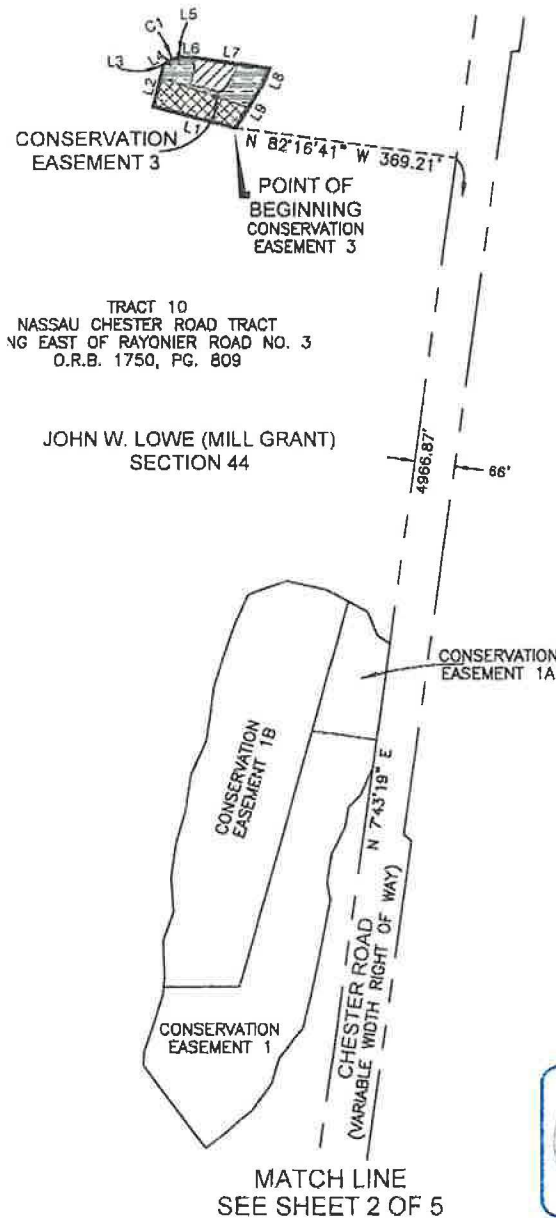 C1
L5
L3
L4
L6
L7
L8
L2
L1
L9
CONSERVATION
EASEMENT 3
N 82°16'41" W 369.21'
POINT OF
BEGINNING
CONSERVATION
EASEMENT 3
TRACT 10
NASSAU CHESTER ROAD TRACT
NG EAST OF RAYONIER ROAD NO. 3
O.R.B. 1750, PG. 809
JOHN W. LOWE (MILL GRANT)
SECTION 44
4966.87'
66'
CONSERVATION
EASEMENT 1A
CONSERVATION
EASEMENT 1B
N 7°43'19" E
CONSERVATION
EASEMENT 1
CHESTER ROAD
(VARIABLE WIDTH RIGHT OF WAY)
MATCH LINE
SEE SHEET 2 OF 5